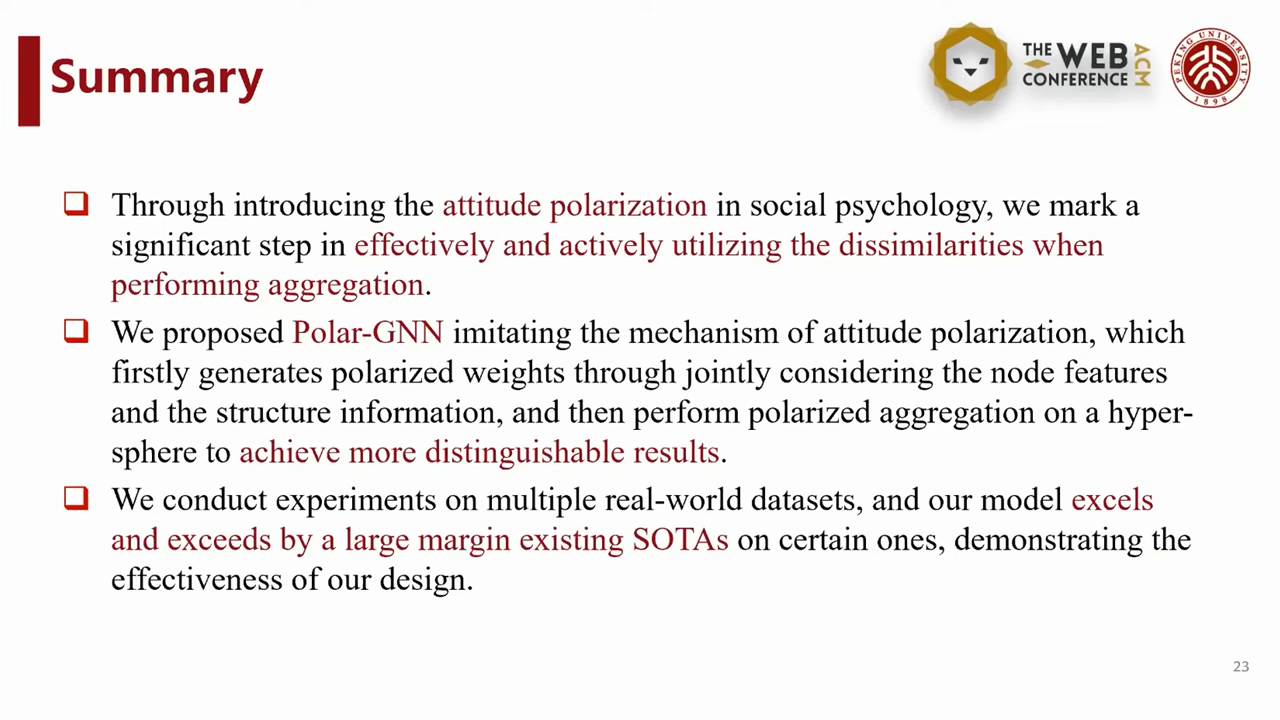 Summary
THE WEB CONFERENCE ACM
PEKING UNIVERSITY 1898
Through introducing the attitude polarization in social psychology, we mark a
significant step in effectively and actively utilizing the dissimilarities when
performing aggregation.
We proposed Polar-GNN imitating the mechanism of attitude polarization, which
firstly generates polarized weights through jointly considering the node features
and the structure information, and then perform polarized aggregation on a hyper-
sphere to achieve more distinguishable results.
We conduct experiments on multiple real-world datasets, and our model excels
and exceeds by a large margin existing SOTAs on certain ones, demonstrating the
effectiveness of our design.
23